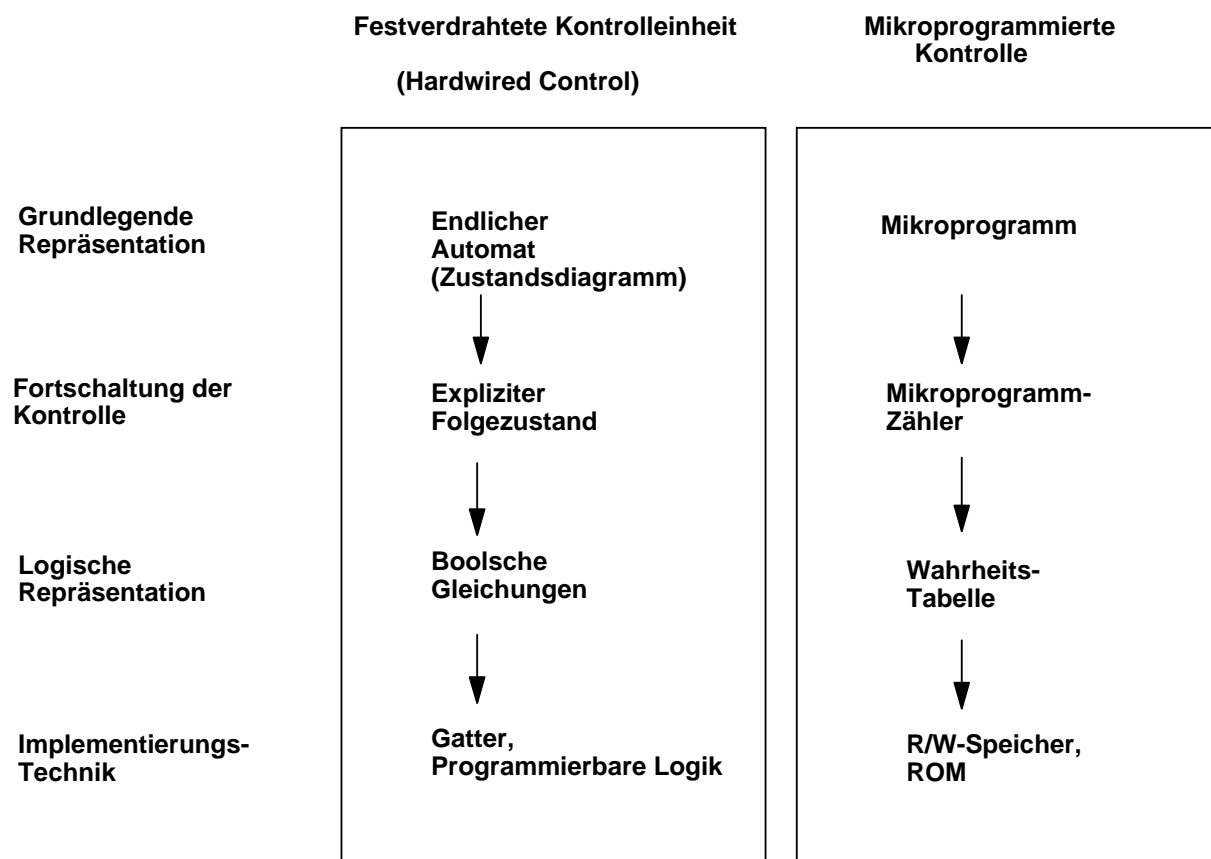 Festverdrahtete Kontrolleinheit
(Hardwired Control)
Mikroprogrammierte
Kontrolle
Grundlegende
Repräsentation
Endlicher
Automat
(Zustandsdiagramm)
Mikroprogramm
Fortschaltung der
Kontrolle
Expliziter
Folgezustand
Mikroprogramm-
Zähler
Logische
Repräsentation
Boolsche
Gleichungen
Wahrheits-
Tabelle
Implementierungs-
Technik
Gatter,
Programmierbare Logik
R/W-Speicher,
ROM